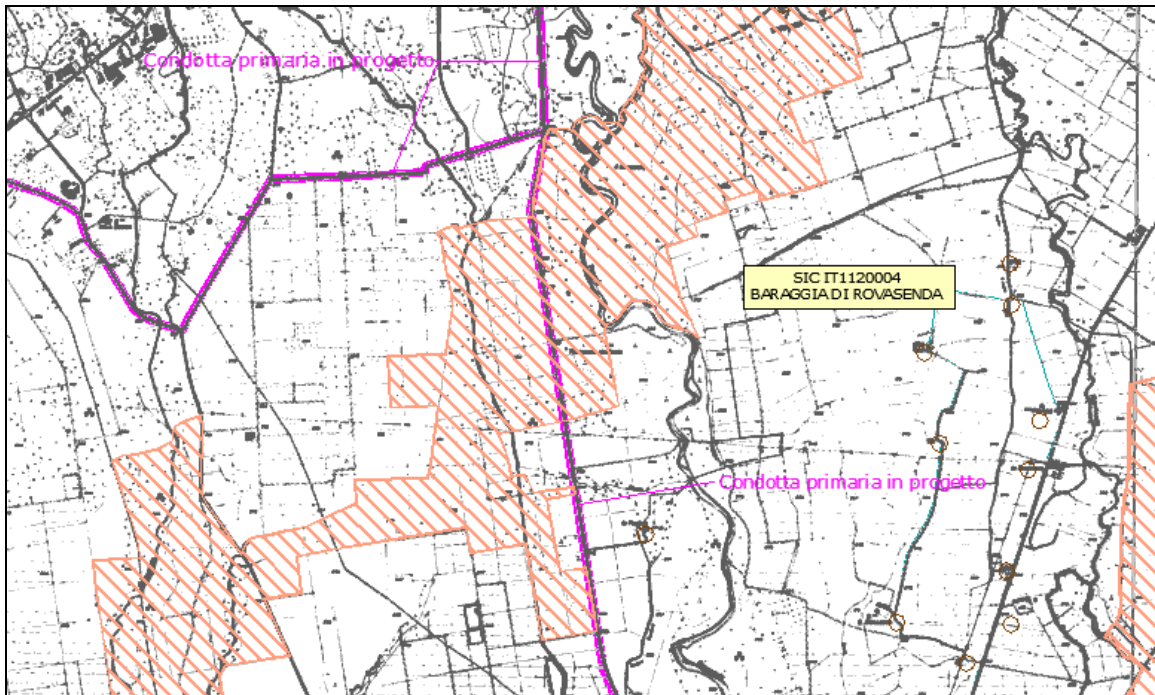 Condotta primaria in progetto
SIC IT1120004
BARAGGIA DI ROVASENDA
Condotta primaria in progetto